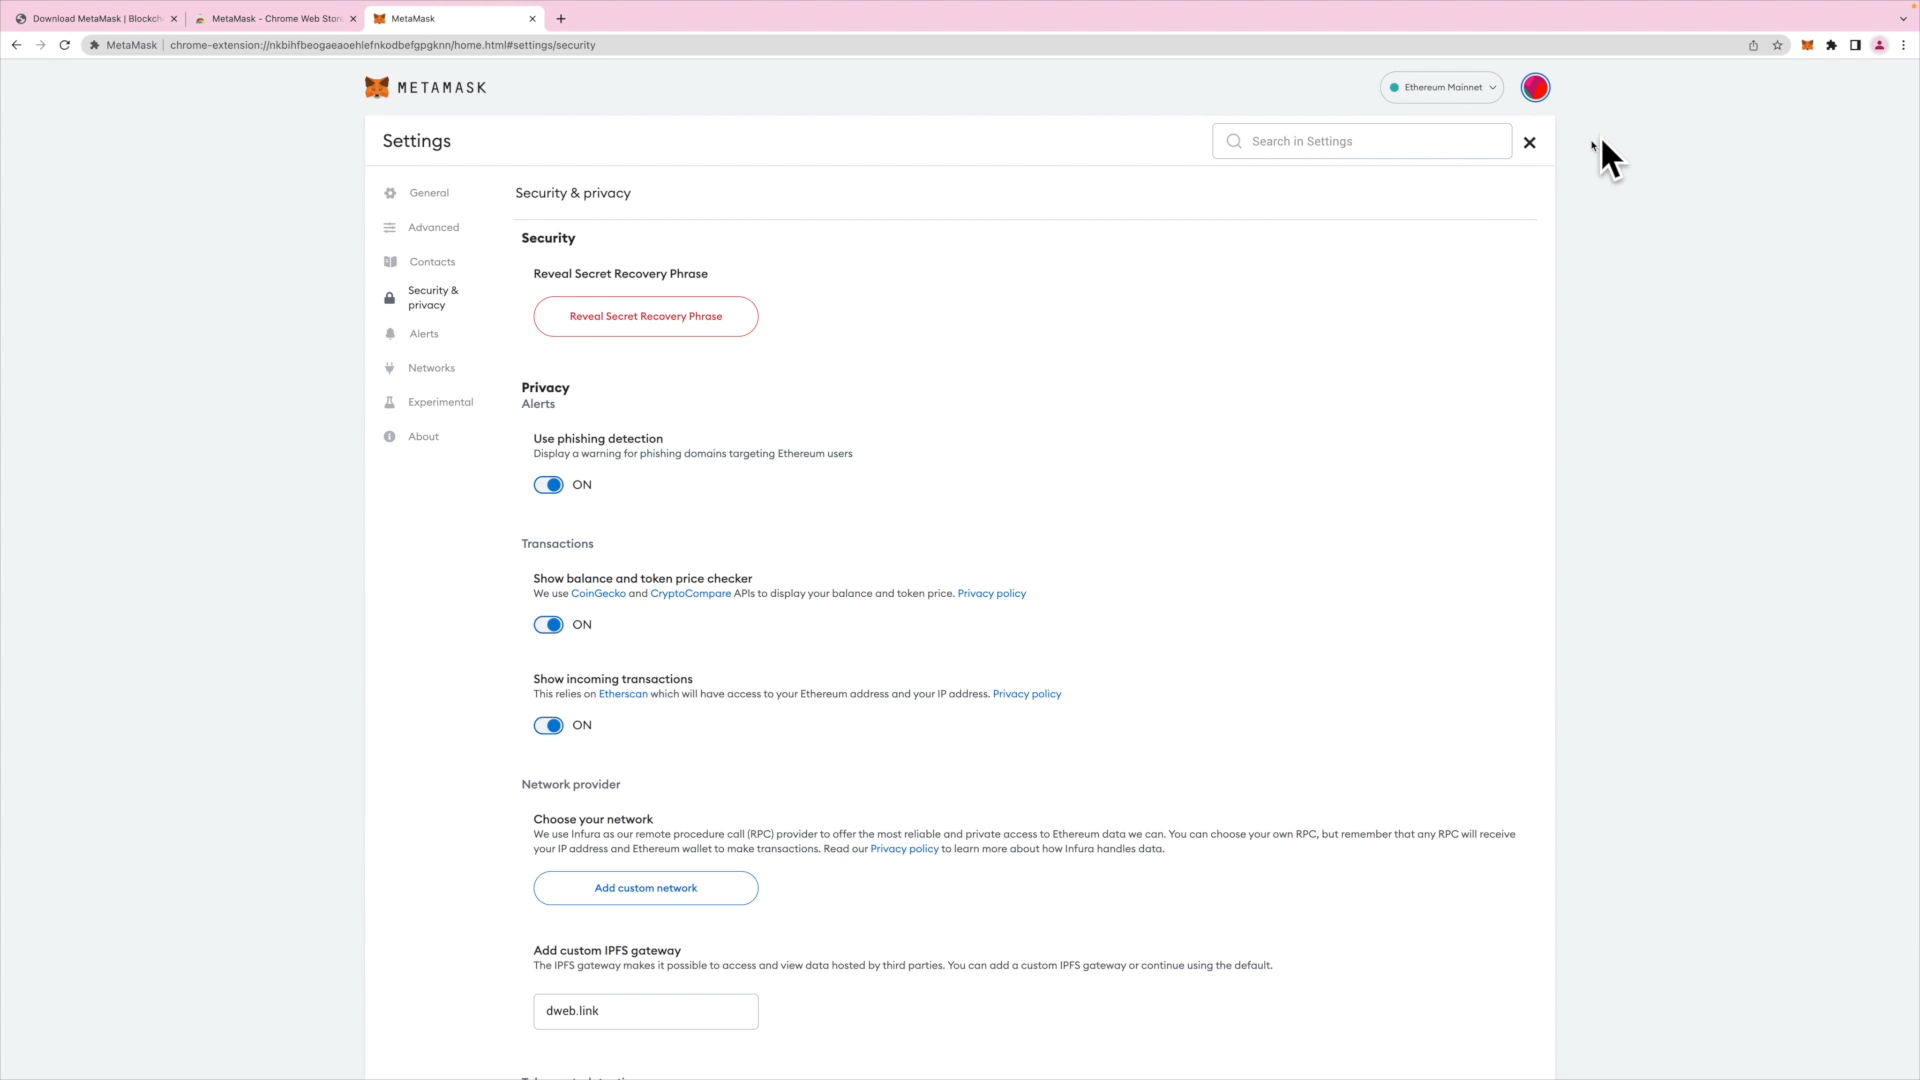 Download MetaMask | Blockch
MetaMask - Chrome Web Store
MetaMask
MetaMask | chrome-extension://nkbihfbeogaeaoehlefnkodbefgpgknn/home.html#settings/security
METAMASK
Ethereum Mainnet
Settings
Search in Settings
General
Advanced
Contacts
Security &
privacy
Alerts
Networks
Experimental
About
Security & privacy
Security
Reveal Secret Recovery Phrase
Reveal Secret Recovery Phrase
Privacy
Alerts
Use phishing detection
Display a warning for phishing domains targeting Ethereum users
ON
Transactions
Show balance and token price checker
We use CoinGecko and CryptoCompare APIs to display your balance and token price. Privacy policy
ON
Show incoming transactions
This relies on Etherscan which will have access to your Ethereum address and your IP address. Privacy policy
ON
Network provider
Choose your network
We use Infura as our remote procedure call (RPC) provider to offer the most reliable and private access to Ethereum data we can. You can choose your own RPC, but remember that any RPC will receive
your IP address and Ethereum wallet to make transactions. Read our Privacy policy to learn more about how Infura handles data.
Add custom network
Add custom IPFS gateway
The IPFS gateway makes it possible to access and view data hosted by third parties. You can add a custom IPFS gateway or continue using the default.
dweb.link